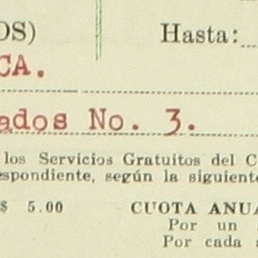 OS) Hasta:
CA.
ados No. 3.
los Servicios Gratuitos del C
espondiente, según la siguiente
$ 5.00 CUOTA ANUA
Por un
Por cada